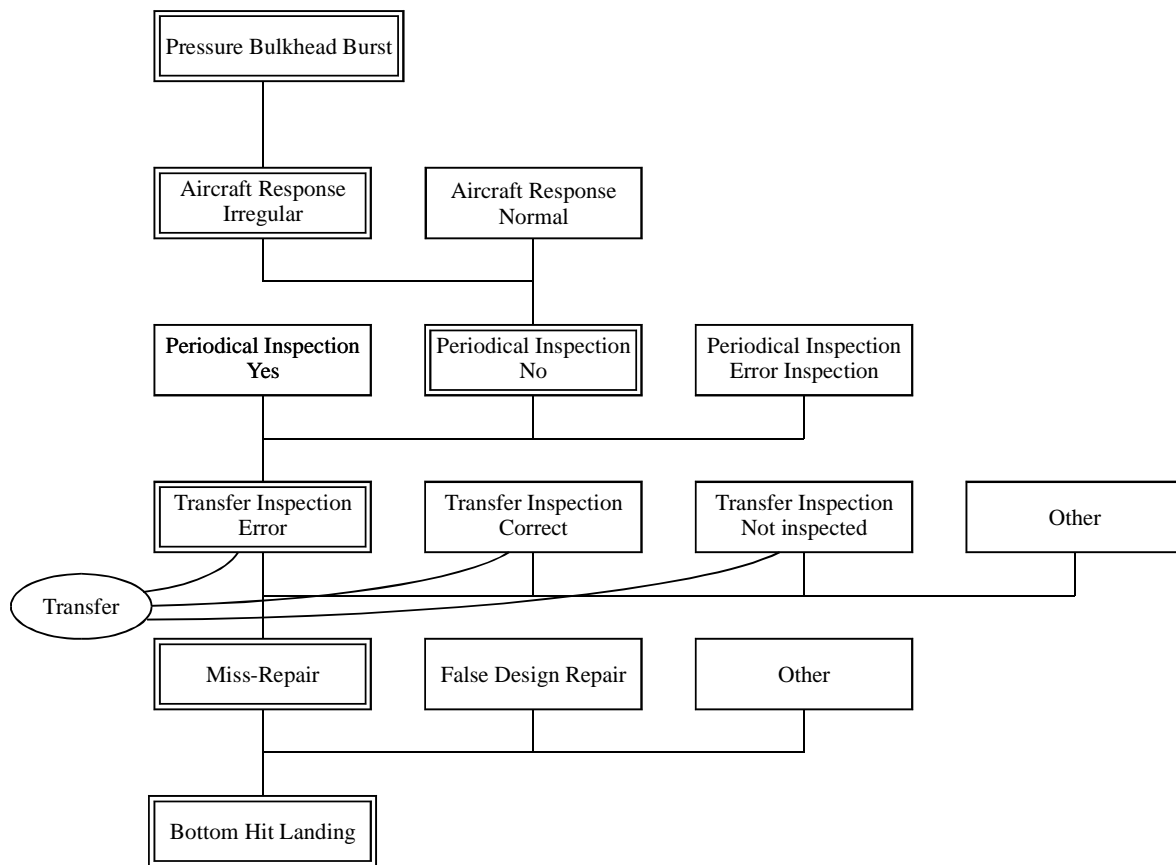 Pressure Bulkhead Burst
Aircraft Response
Irregular
Aircraft Response
Normal
Periodical Inspection
Yes
Periodical Inspection
No
Periodical Inspection
Error Inspection
Transfer Inspection
Error
Transfer Inspection
Correct
Transfer Inspection
Not inspected
Other
Transfer
Miss-Repair
False Design Repair
Other
Bottom Hit Landing